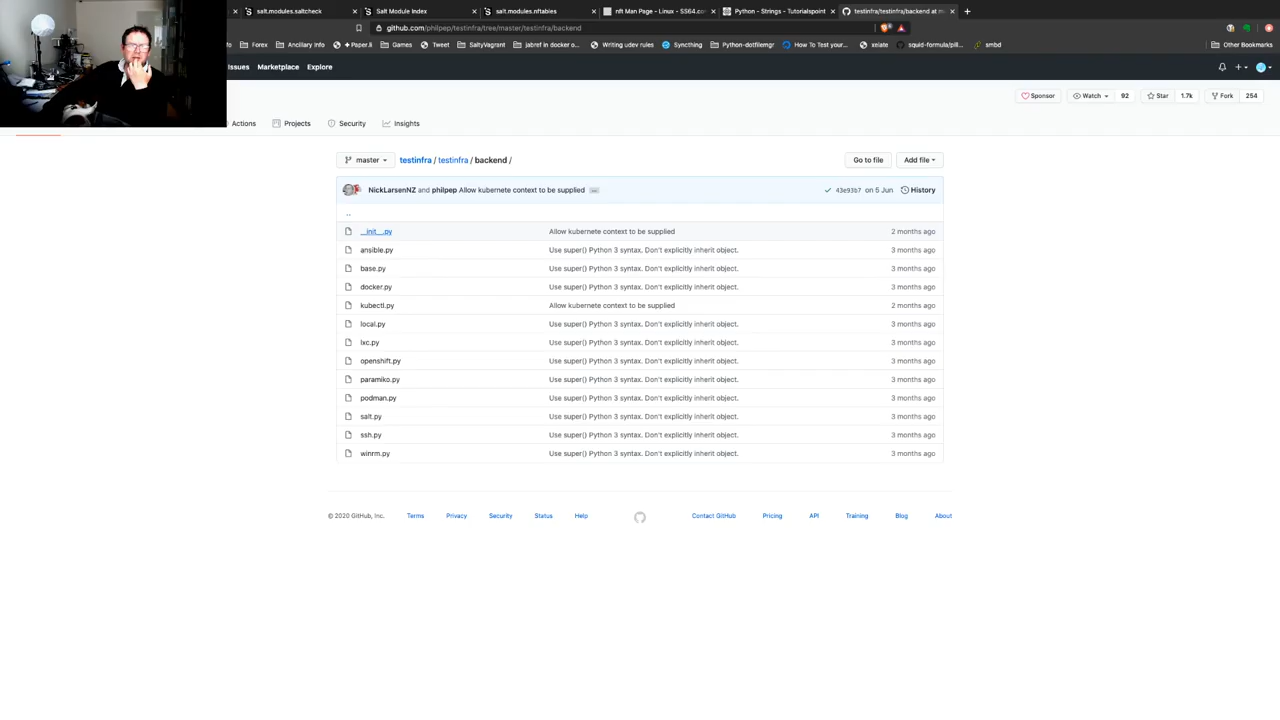 salt.modules.saltcheck
Salt Module Index
salt.modules.nftables
nft Man Page - Linux - SS64.co
Python - Strings - Tutorialspoint
testinfra/testinfra/backend at m
github.com/philpep/testinfra/tree/master/testinfra/backend
Forex
Ancillary Info
Paper.li
Games
Tweet
SaltyVagrant
jabref in docker o...
Writing udev rules
Syncthing
Python-dotfilemgr
How To Test your...
xelate
squid-formula/pill...
smbd
Other Bookmarks
Issues
Marketplace
Explore
Sponsor
Watch
92
Star
1.7k
Fork
254
Actions
Projects
Security
Insights
master
testinfra / testinfra / backend /
Go to file
Add file
NickLarsenNZ and philpep Allow kubernete context to be supplied ...
43e93b7 on 5 Jun
History
..
__init__.py Allow kubernete context to be supplied 2 months ago
ansible.py Use super() Python 3 syntax. Don't explicitly inherit object. 3 months ago
base.py Use super() Python 3 syntax. Don't explicitly inherit object. 3 months ago
docker.py Use super() Python 3 syntax. Don't explicitly inherit object. 3 months ago
kubectl.py Allow kubernete context to be supplied 2 months ago
local.py Use super() Python 3 syntax. Don't explicitly inherit object. 3 months ago
lxc.py Use super() Python 3 syntax. Don't explicitly inherit object. 3 months ago
openshift.py Use super() Python 3 syntax. Don't explicitly inherit object. 3 months ago
paramiko.py Use super() Python 3 syntax. Don't explicitly inherit object. 3 months ago
podman.py Use super() Python 3 syntax. Don't explicitly inherit object. 3 months ago
salt.py Use super() Python 3 syntax. Don't explicitly inherit object. 3 months ago
ssh.py Use super() Python 3 syntax. Don't explicitly inherit object. 3 months ago
winrm.py Use super() Python 3 syntax. Don't explicitly inherit object. 3 months ago
© 2020 GitHub, Inc.
Terms
Privacy
Security
Status
Help
Contact GitHub
Pricing
API
Training
Blog
About